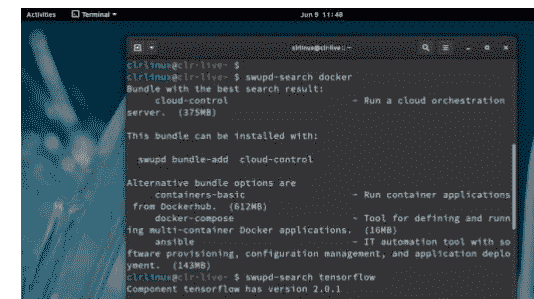 Activities Terminal Jun 9 11:48
clrlinux@clr-live:~
clrlinux@clr-live~ $
clrlinux@clr-live~ $ swupd-search docker
Bundle with the best search result:
cloud-control - Run a cloud orchestration
server. (375MB)
This bundle can be installed with:
swupd bundle-add cloud-control
Alternative bundle options are
containers-basic - Run container applications
from Dockerhub. (612MB)
docker-compose - Tool for defining and runn
ing multi-container Docker applications. (16MB)
ansible - IT automation tool with so
ftware provisioning, configuration management, and application deplo
yment. (143MB)
clrlinux@clr-live~ $ swupd-search tensorflow
Component tensorflow has version 2.0.1